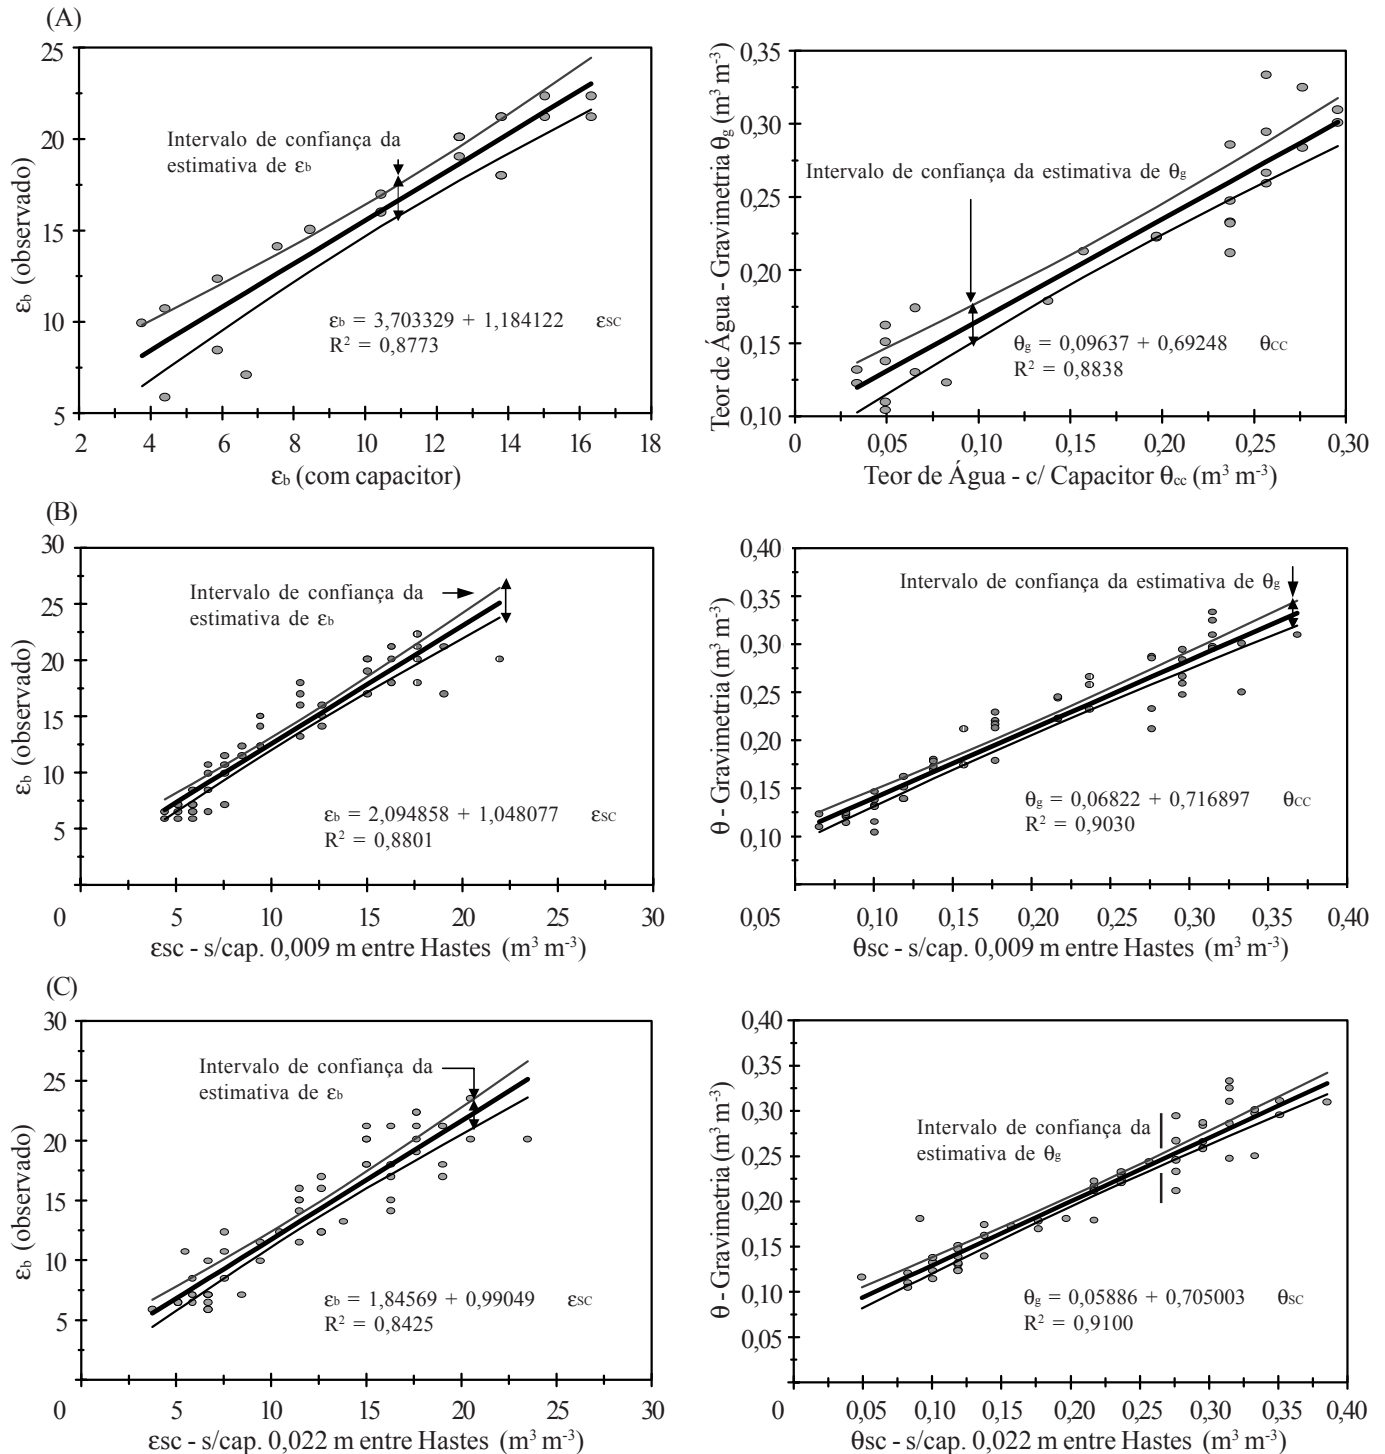 (A)
25
20
15
10
5
2
4
6
8
10
12
14
16
18
εb (observado)
Intervalo de confiança da
estimativa de εb
εb = 3,703329 + 1,184122 εSC
R² = 0,8773
εb (com capacitor)
0,35
0,30
0,25
0,20
0,15
0,10
0
0,05
0,10
0,15
0,20
0,25
0,30
Teor de Água - Gravimetria θg (m³ m⁻³)
Intervalo de confiança da estimativa de θg
θg = 0,09637 + 0,69248 θCC
R² = 0,8838
Teor de Água - c/ Capacitor θcc (m³ m⁻³)
(B)
30
25
20
15
10
5
0
5
10
15
20
25
30
εb (observado)
Intervalo de confiança da
estimativa de εb
εb = 2,094858 + 1,048077 εSC
R² = 0,8801
εsc - s/cap. 0,009 m entre Hastes (m³ m⁻³)
0,40
0,35
0,30
0,25
0,20
0,15
0,10
0,05
0,10
0,15
0,20
0,25
0,30
0,35
0,40
θ - Gravimetria (m³ m⁻³)
Intervalo de confiança da estimativa de θg
θg = 0,06822 + 0,716897 θCC
R² = 0,9030
θsc - s/cap. 0,009 m entre Hastes (m³ m⁻³)
(C)
30
25
20
15
10
5
0
5
10
15
20
25
30
εb (observado)
Intervalo de confiança da
estimativa de εb
εb = 1,84569 + 0,99049 εSC
R² = 0,8425
εsc - s/cap. 0,022 m entre Hastes (m³ m⁻³)
0,40
0,35
0,30
0,25
0,20
0,15
0,10
0,05
0
0,05
0,10
0,15
0,20
0,25
0,30
0,35
0,40
θ - Gravimetria (m³ m⁻³)
Intervalo de confiança da
estimativa de θg
θg = 0,05886 + 0,705003 θSC
R² = 0,9100
θsc - s/cap. 0,022 m entre Hastes (m³ m⁻³)